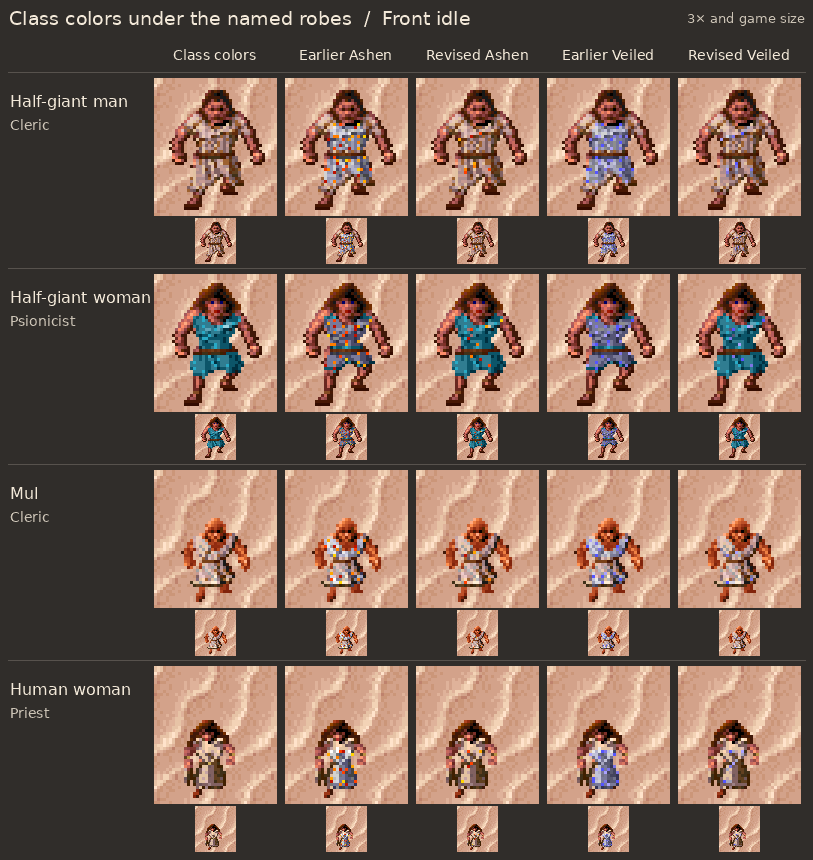 Class colors under the named robes / Front idle
3× and game size
Class colors
Earlier Ashen
Revised Ashen
Earlier Veiled
Revised Veiled
Half-giant man
Cleric
Half-giant woman
Psionicist
Mul
Cleric
Human woman
Priest